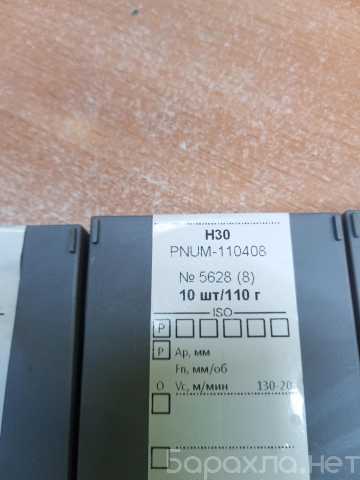 H30
PNUM-110408
№ 5628 (8)
10 шт/110 г
ISO
P
P Ap, мм
Fn, мм/об
O Vc, м/мин 130-20
Барахла.нет